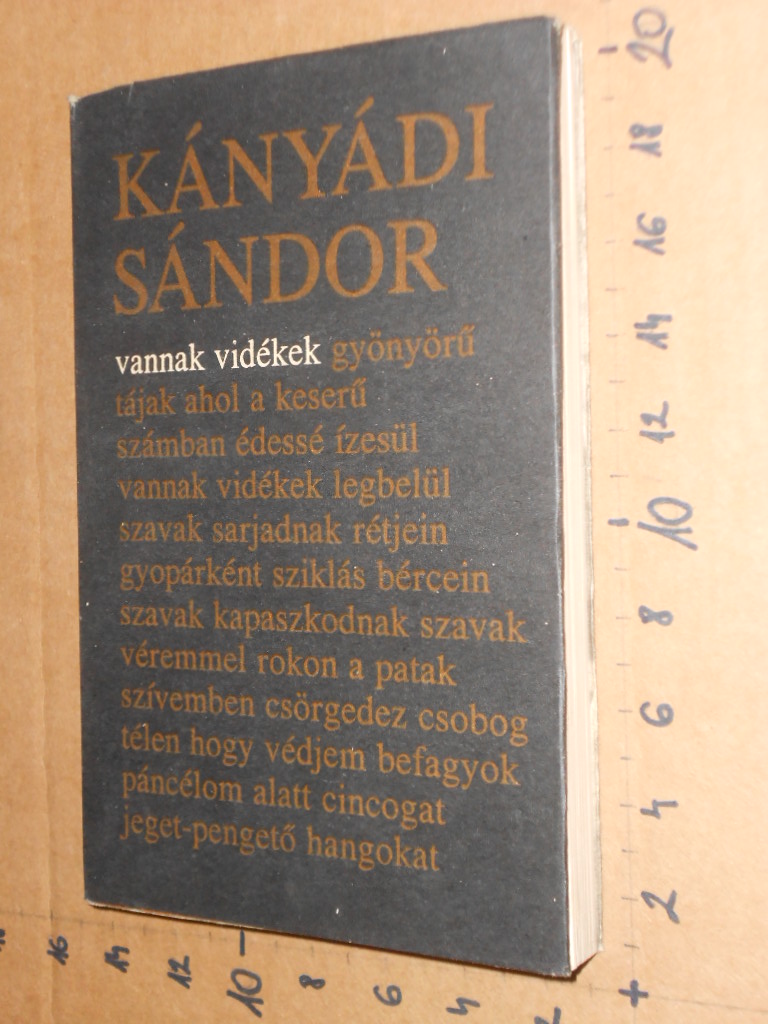 KÁNYÁDI
SÁNDOR
vannak vidékek gyönyörű
tájak ahol a keserű
számban édessé ízesül
vannak vidékek legbelül
szavak sarjadnak rétjein
gyopárként sziklás bércein
szavak kapaszkodnak szavak
véremmel rokon a patak
szívemben csörgedez csobog
télen hogy védjem befagyok
páncélom alatt cincogat
jeget-pengető hangokat
20
18
16
14
12
10
8
6
4
2
+
16
14
12
10
8
6
4
2